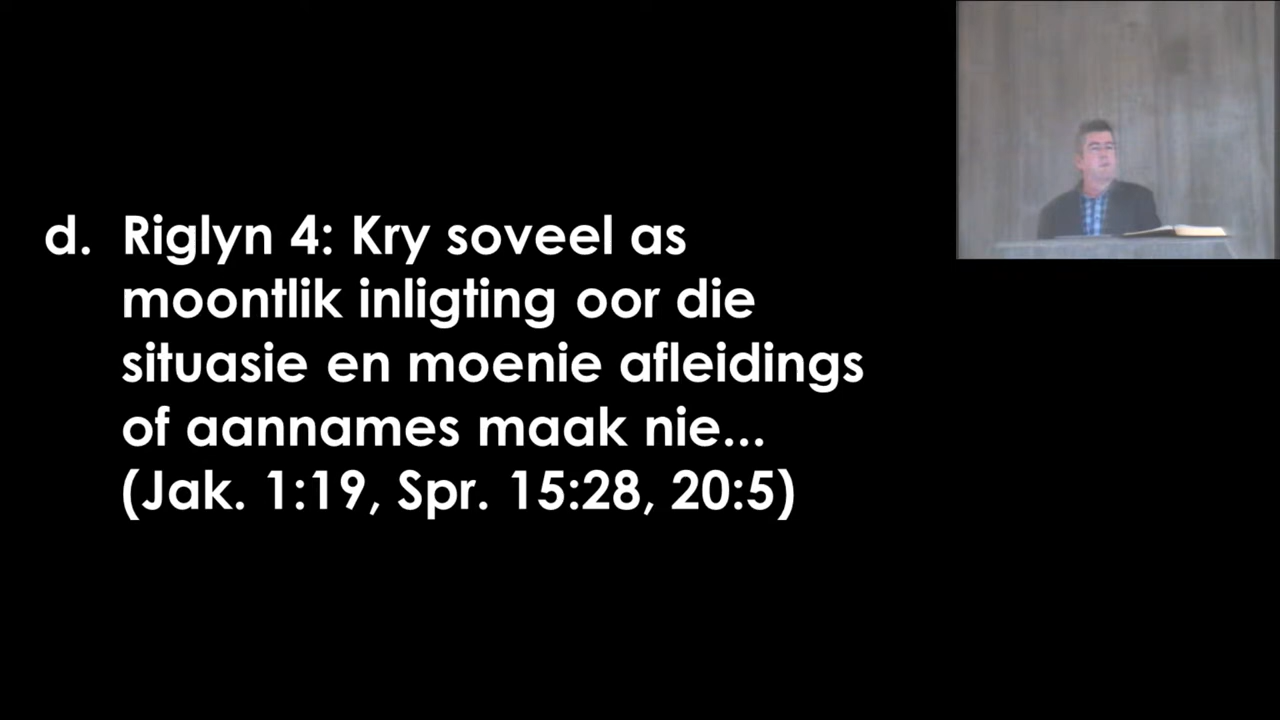 d. Riglyn 4: Kry soveel as
moontlik inligting oor die
situasie en moenie afleidings
of aannames maak nie...
(Jak. 1:19, Spr. 15:28, 20:5)